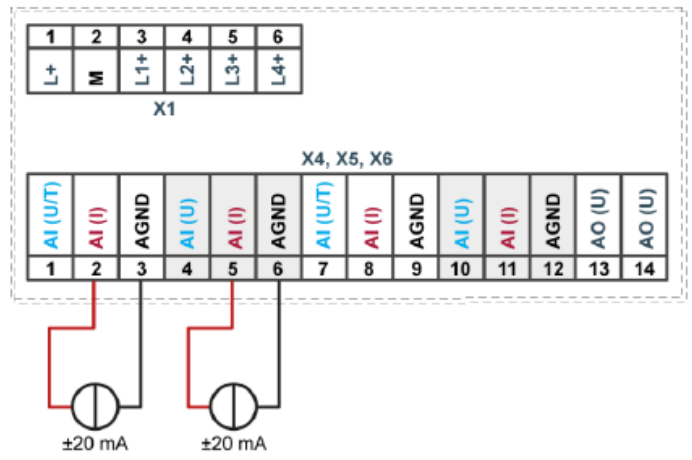 1 2 3 4 5 6
L+ M L1+ L2+ L3+ L4+
X1
X4, X5, X6
AI (U/T) AI (I) AGND AI (U) AI (I) AGND AI (U/T) AI (I) AGND AI (U) AI (I) AGND AO (U) AO (U)
1 2 3 4 5 6 7 8 9 10 11 12 13 14
±20 mA ±20 mA